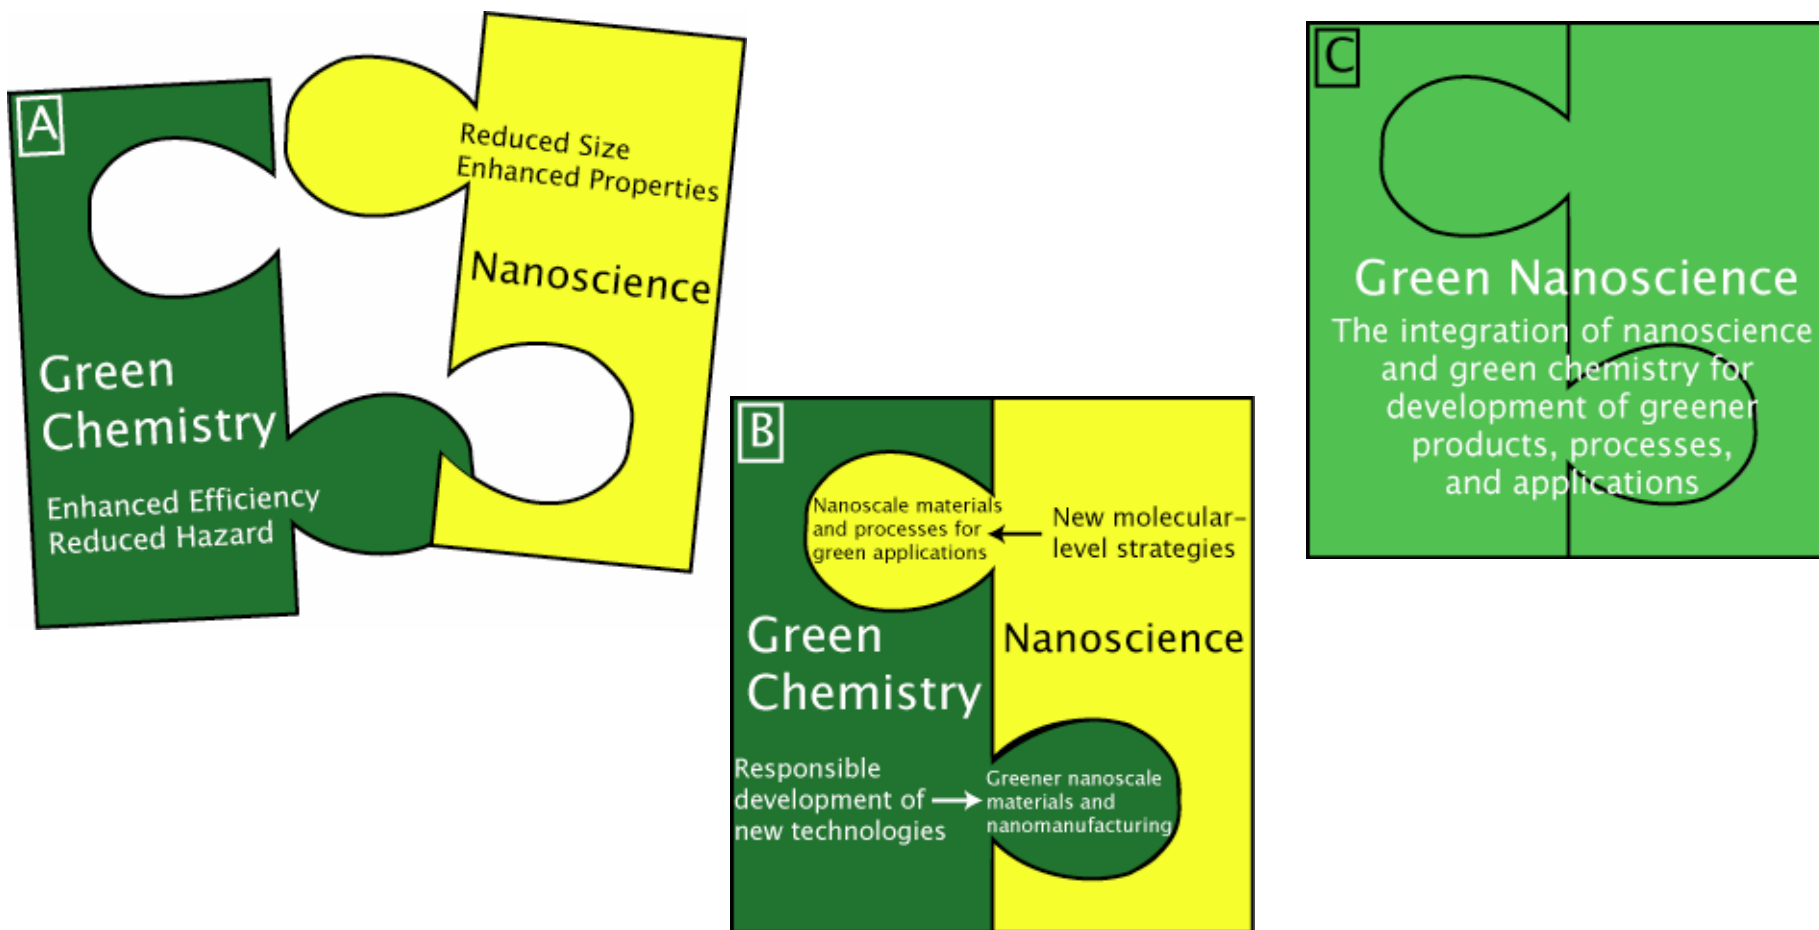 A
Reduced Size
Enhanced Properties
Nanoscience
Green
Chemistry
Enhanced Efficiency
Reduced Hazard
B
Nanoscale materials
and processes for
green applications
New molecular-
level strategies
Green
Chemistry
Nanoscience
Responsible
development of
new technologies
Greener nanoscale
materials and
nanomanufacturing
C
Green Nanoscience
The integration of nanoscience
and green chemistry for
development of greener
products, processes,
and applications